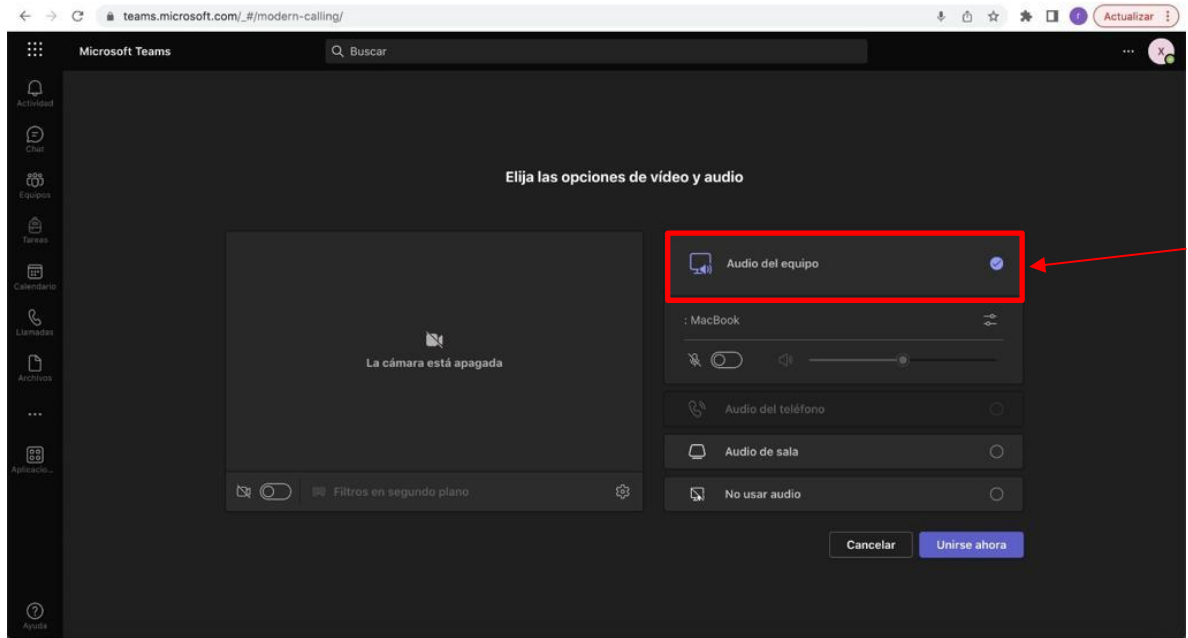 teams.microsoft.com/_#/modern-calling/
r
Actualizar
Microsoft Teams
Buscar
X
Actividad
Chat
Equipos
Tareas
Calendario
Llamadas
Archivos
Aplicacio...
Ayuda
Elija las opciones de vídeo y audio
La cámara está apagada
Filtros en segundo plano
Audio del equipo
: MacBook
Audio del teléfono
Audio de sala
No usar audio
Cancelar
Unirse ahora